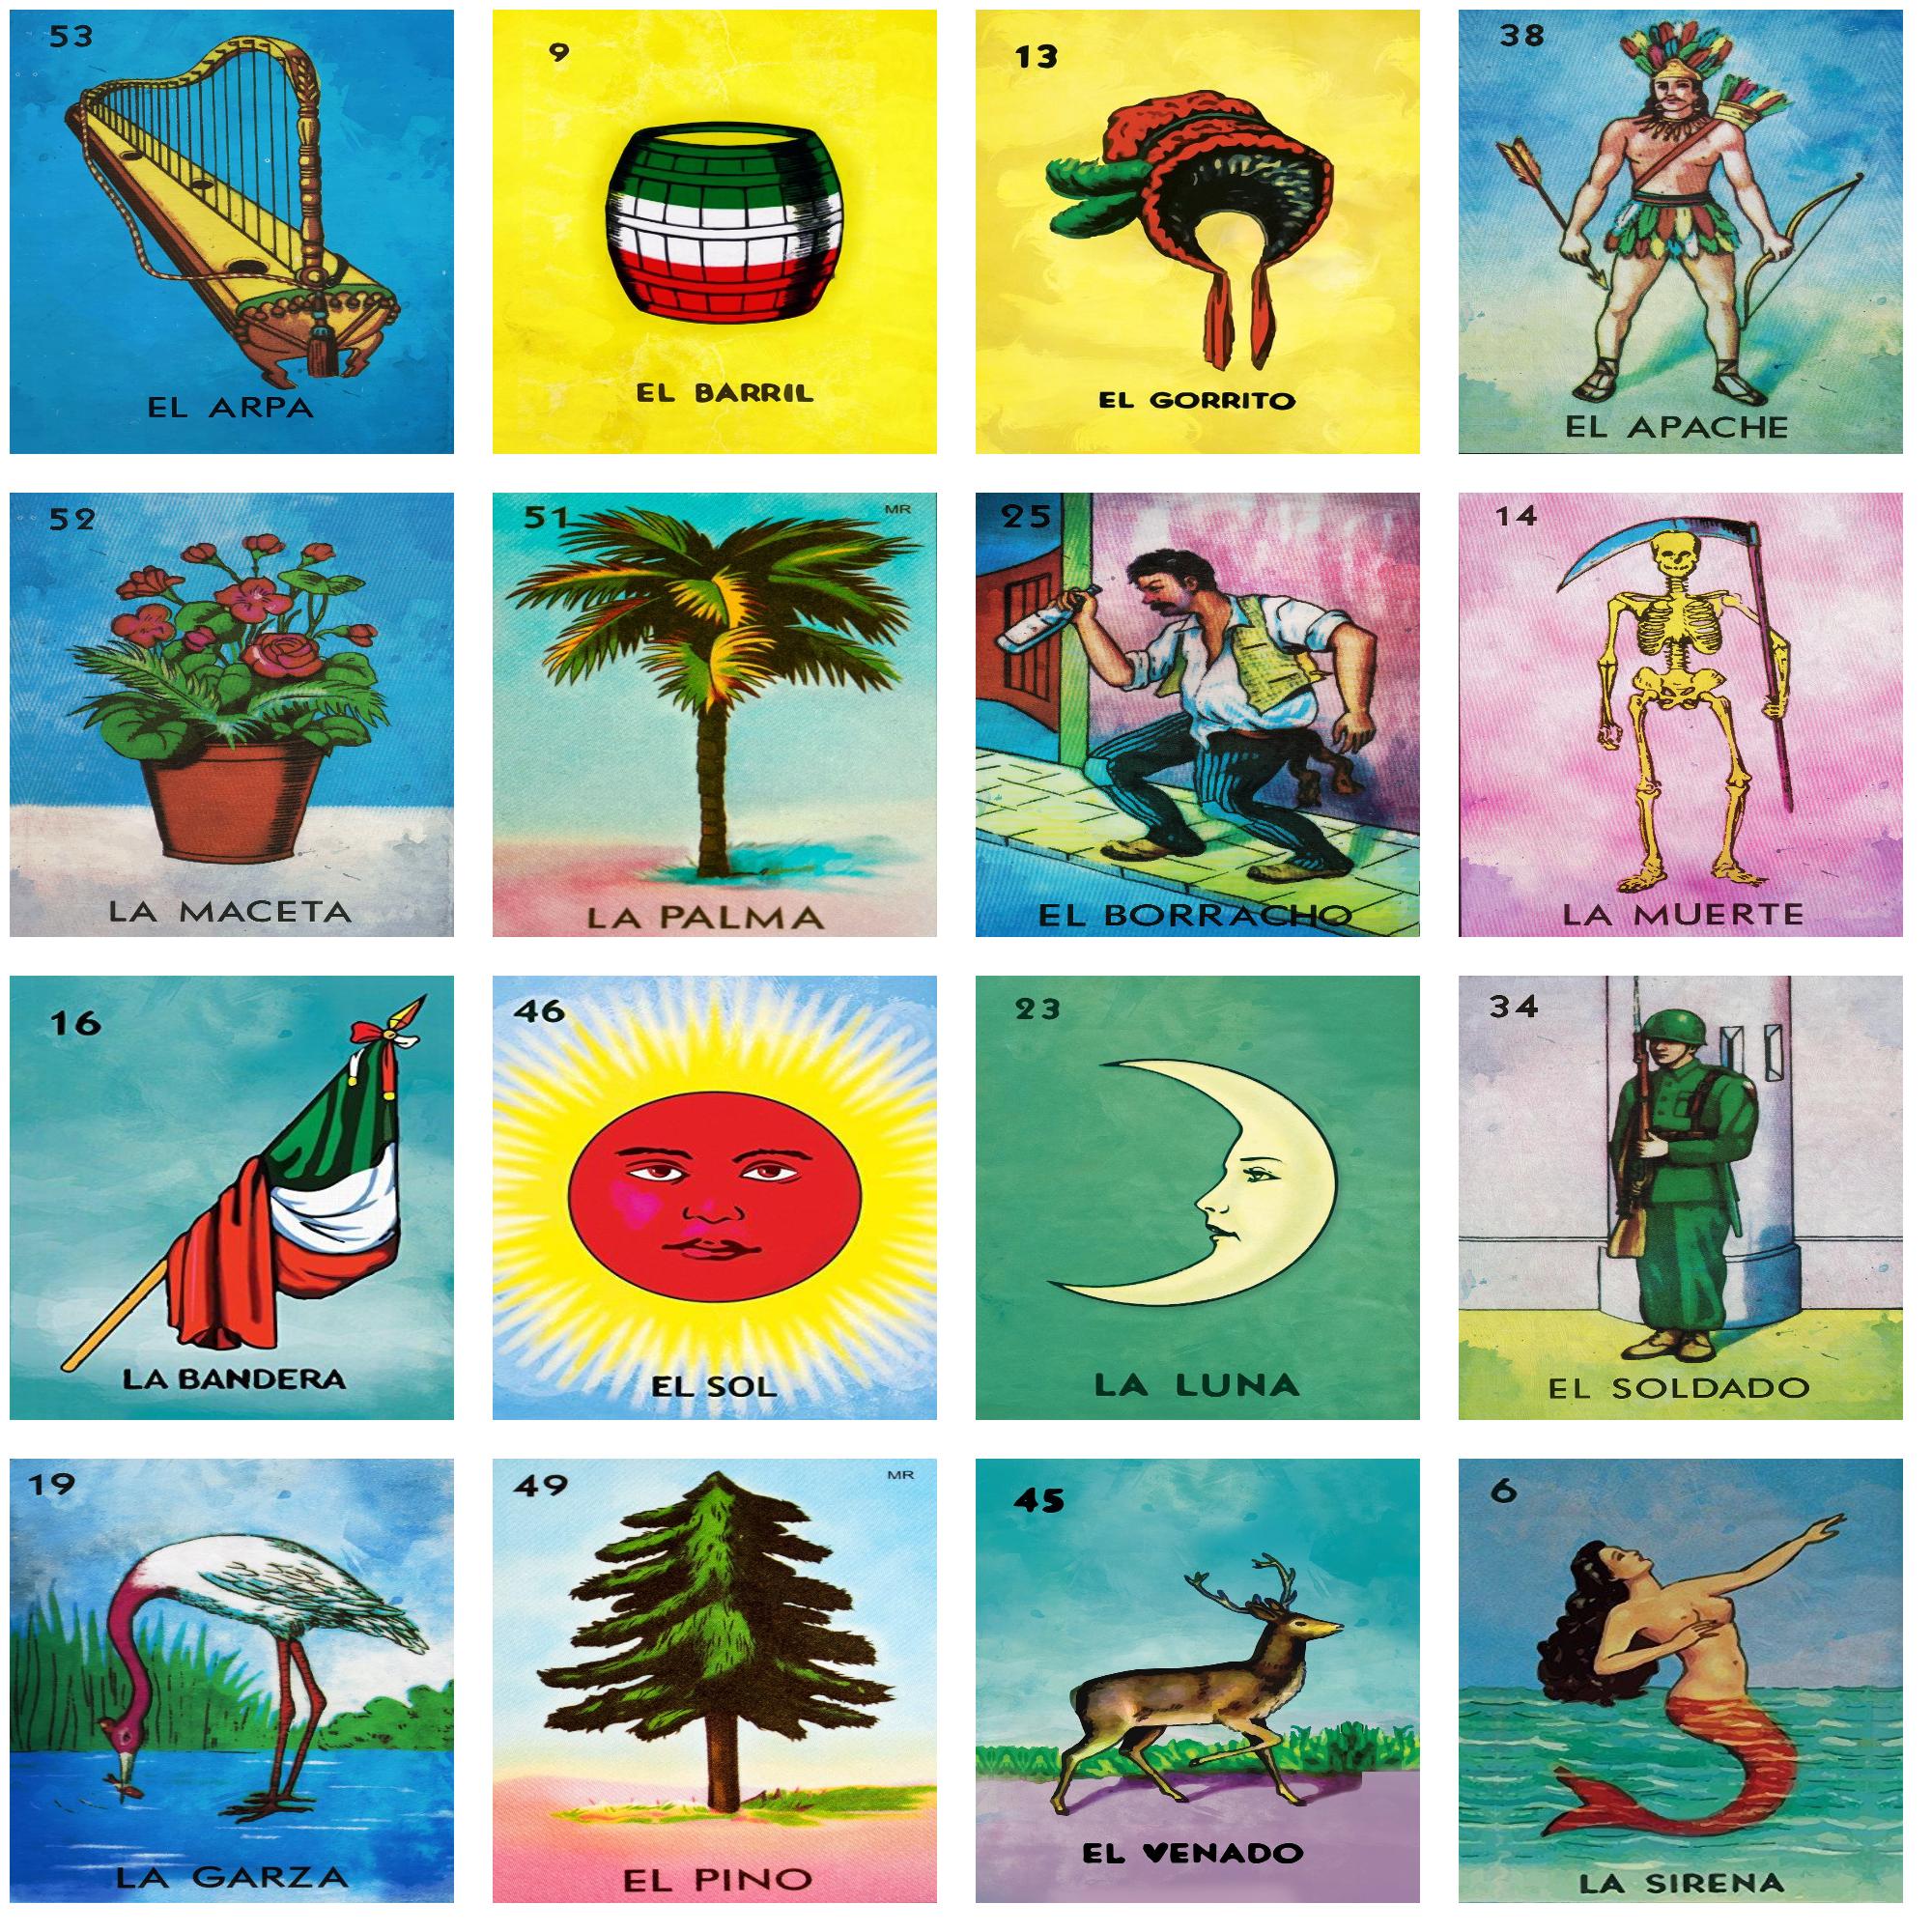 53
EL ARPA
9
EL BARRIL
13
EL GORRITO
38
EL APACHE
52
LA MACETA
51
MR
LA PALMA
25
EL BORRACHO
14
LA MUERTE
16
LA BANDERA
46
EL SOL
23
LA LUNA
34
EL SOLDADO
19
LA GARZA
49
MR
EL PINO
45
EL VENADO
6
LA SIRENA